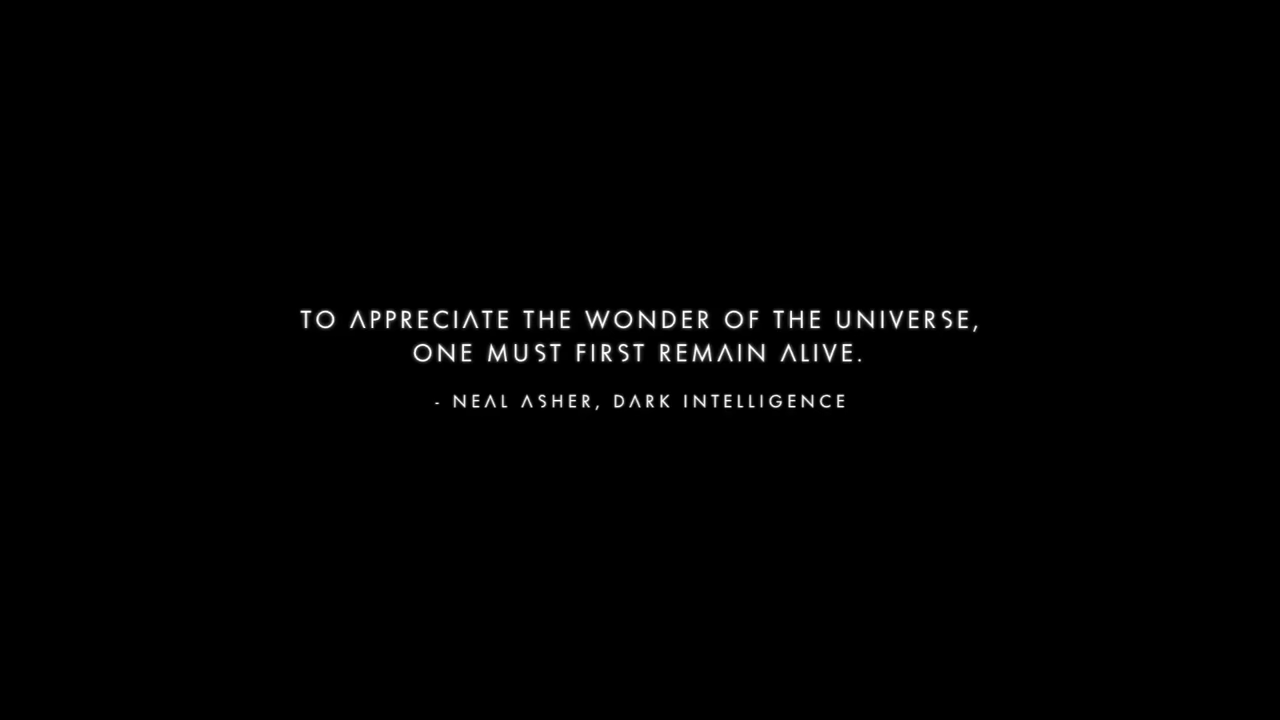 TO APPRECIATE THE WONDER OF THE UNIVERSE,
ONE MUST FIRST REMAIN ALIVE.
- NEAL ASHER, DARK INTELLIGENCE